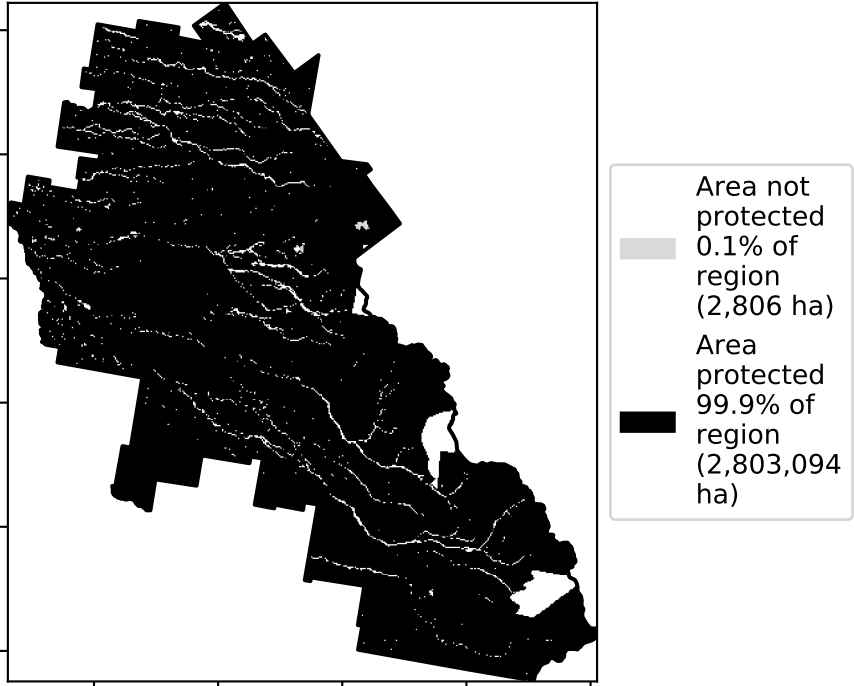 Area not
protected
0.1% of
region
(2,806 ha)
Area
protected
99.9% of
region
(2,803,094
ha)